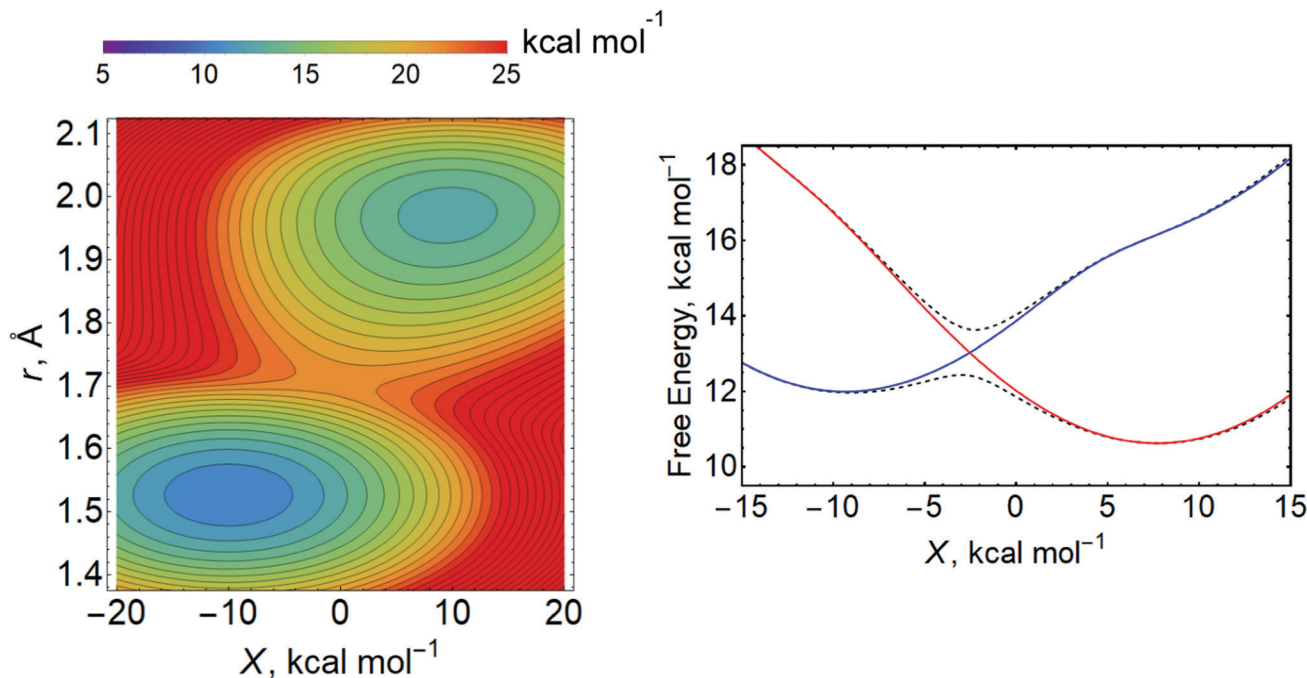 kcal mol⁻¹
5 10 15 20 25
2.1
2.0
1.9
1.8
1.7
1.6
1.5
1.4
r, Å
−20 −10 0 10 20
X, kcal mol⁻¹
18
16
14
12
10
Free Energy, kcal mol⁻¹
−15 −10 −5 0 5 10 15
X, kcal mol⁻¹